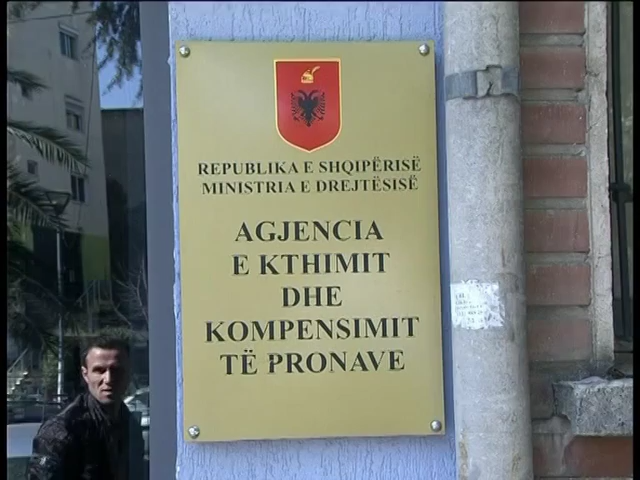 REPUBLIKA E SHQIPËRISË
MINISTRIA E DREJTËSISË
AGJENCIA
E KTHIMIT
DHE
KOMPENSIMIT
TË PRONAVE